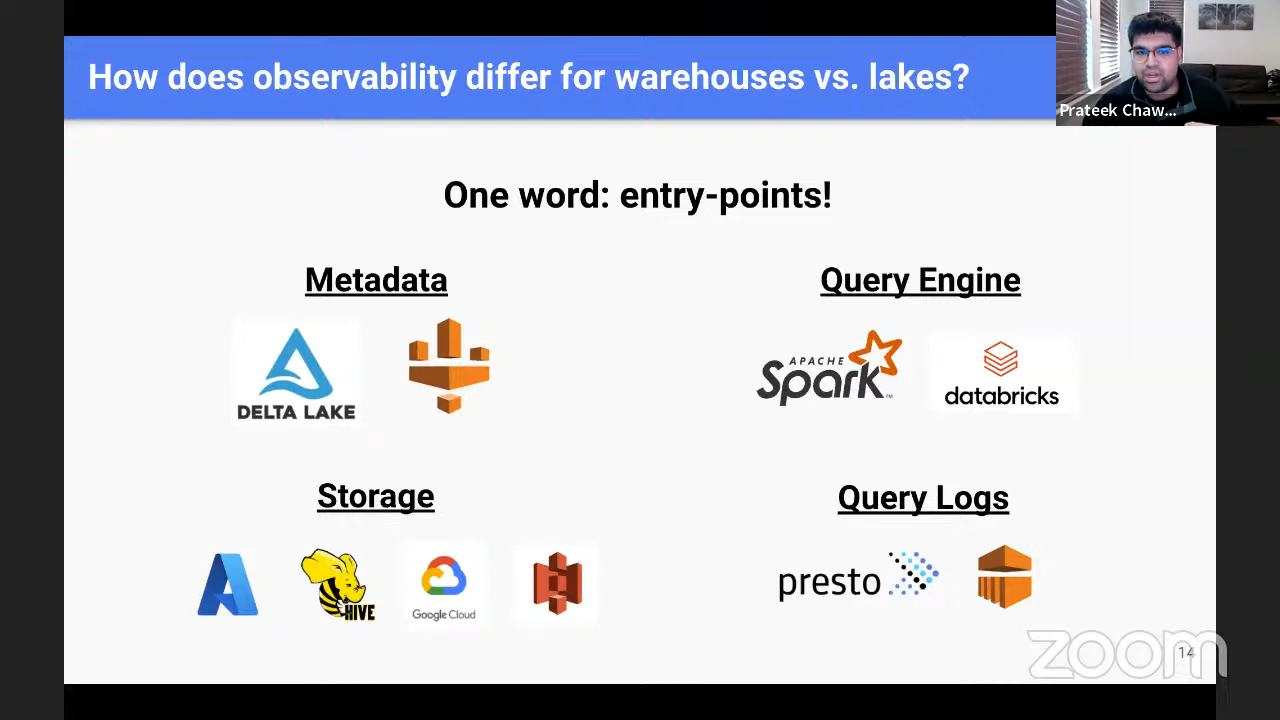 How does observability differ for warehouses vs. lakes?
Prateek Chaw...
One word: entry-points!
Metadata
Query Engine
DELTA LAKE
APACHE
Spark™
databricks
Storage
Query Logs
HIVE
Google Cloud
presto
zoom
14